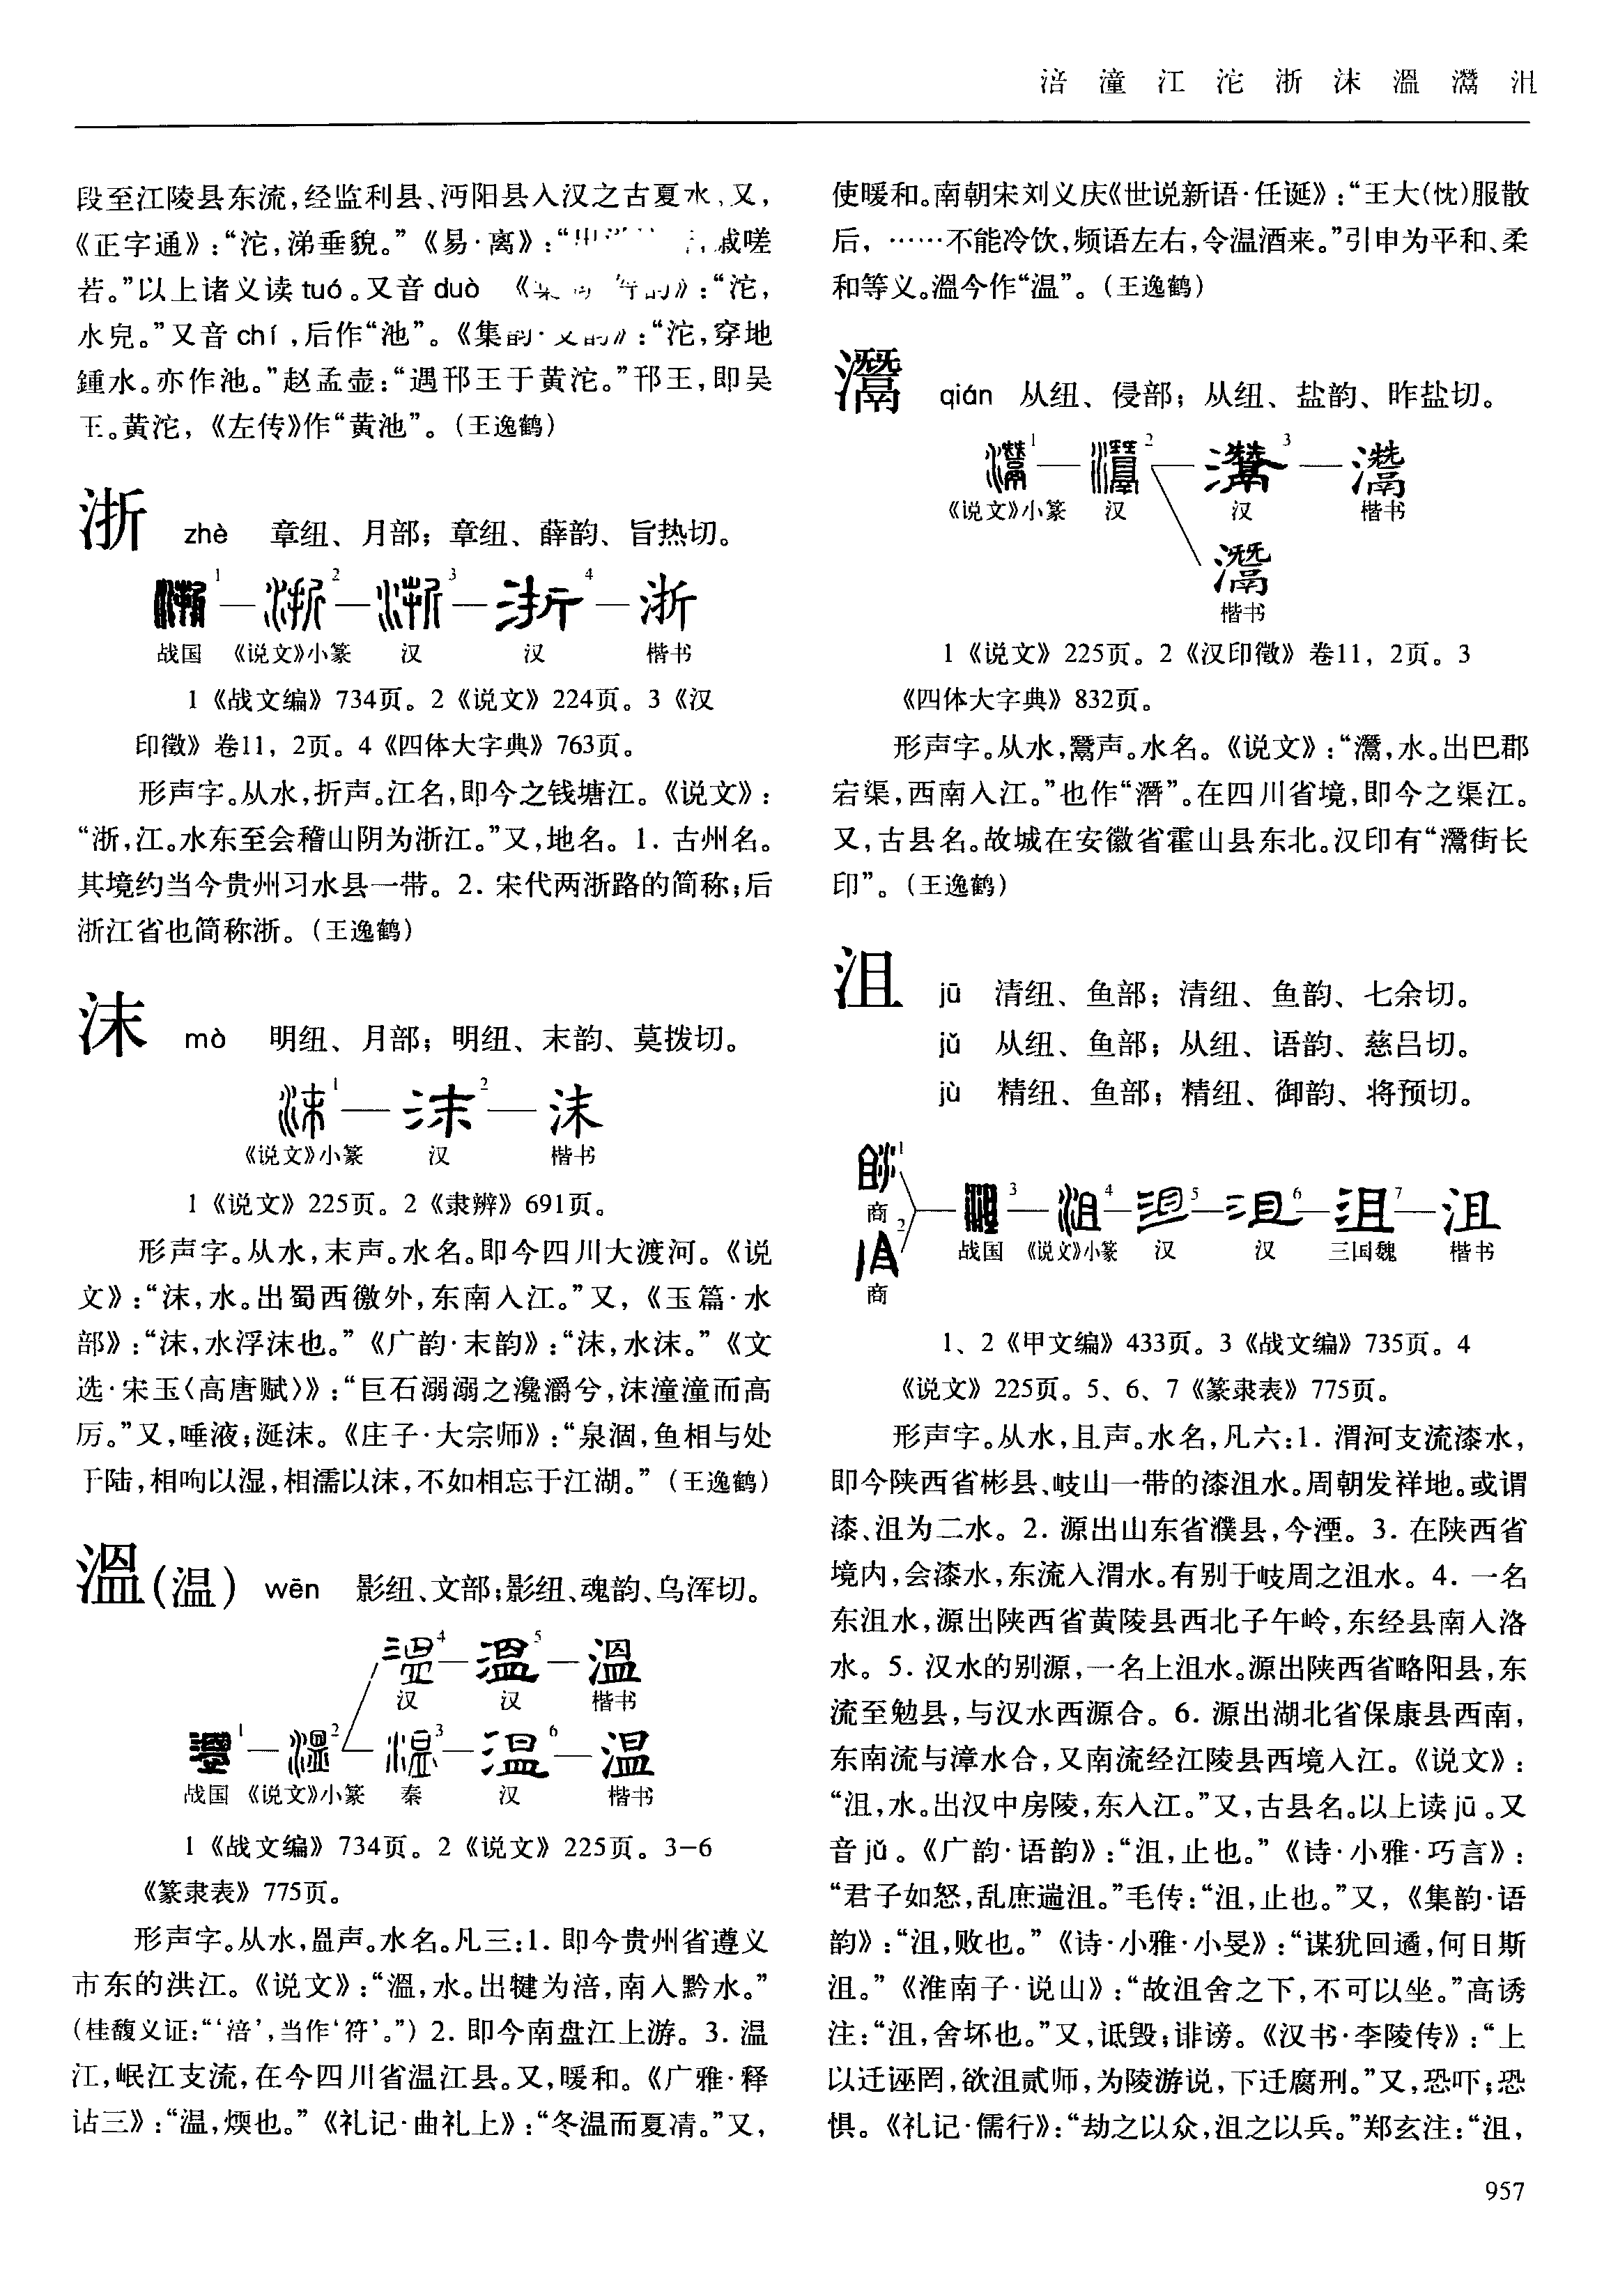 涪 潼 江 沱 浙 沫 溫 灊 沮
段至江陵县东流,经监利县、沔阳县入汉之古夏水。又,
《正字通》:“沱,涕垂貌。”《易·离》:“ 戚嗟
若。”以上诸义读tuó。又音duò 《集韵 》:“沱,
水皃。”又音chí,后作“池”。《集韵·支韵》:“沱,穿地
鍾水。亦作池。”赵孟壶:“遇邗王于黄沱。”邗王,即吴
王。黄沱,《左传》作“黄池”。(王逸鹤)
浙 zhè 章纽、月部;章纽、薛韵、旨热切。
1 2 3 4 浙
战国 《说文》小篆 汉 汉 楷书
1《战文编》734页。2《说文》224页。3《汉
印徵》卷11,2页。4《四体大字典》763页。
形声字。从水,折声。江名,即今之钱塘江。《说文》:
“浙,江。水东至会稽山阴为浙江。”又,地名。1. 古州名。
其境约当今贵州习水县一带。2. 宋代两浙路的简称;后
浙江省也简称浙。(王逸鹤)
沫 mò 明纽、月部;明纽、末韵、莫拨切。
1 2 沫
《说文》小篆 汉 楷书
1《说文》225页。2《隶辨》691页。
形声字。从水,末声。水名。即今四川大渡河。《说
文》:“沫,水。出蜀西徼外,东南入江。”又,《玉篇·水
部》:“沫,水浮沫也。”《广韵·末韵》:“沫,水沫。”《文
选·宋玉〈高唐赋〉》:“巨石溺溺之瀺灂兮,沫潼潼而高
厉。”又,唾液;涎沫。《庄子·大宗师》:“泉涸,鱼相与处
于陆,相呴以湿,相濡以沫,不如相忘于江湖。”(王逸鹤)
溫(温) wēn 影纽、文部;影纽、魂韵、乌浑切。
4 5 溫
汉 汉 楷书
1 2 3 6 温
战国 《说文》小篆 秦 汉 楷书
1《战文编》734页。2《说文》225页。3-6
《篆隶表》775页。
形声字。从水,昷声。水名。凡三:1. 即今贵州省遵义
市东的洪江。《说文》:“溫,水。出犍为涪,南入黔水。”
(桂馥义证:“‘涪’,当作‘符’。”) 2. 即今南盘江上游。3. 温
江,岷江支流,在今四川省温江县。又,暖和。《广雅·释
诂三》:“温,煗也。”《礼记·曲礼上》:“冬温而夏凊。”又,
使暖和。南朝宋刘义庆《世说新语·任诞》:“王大(忱)服散
后,……不能冷饮,频语左右,令温酒来。”引申为平和、柔
和等义。溫今作“温”。(王逸鹤)
灊 qián 从纽、侵部;从纽、盐韵、昨盐切。
1 2 3 灊
《说文》小篆 汉 汉 楷书
灊
楷书
1《说文》225页。2《汉印徵》卷11,2页。3
《四体大字典》832页。
形声字。从水,鬵声。水名。《说文》:“灊,水。出巴郡
宕渠,西南入江。”也作“潛”。在四川省境,即今之渠江。
又,古县名。故城在安徽省霍山县东北。汉印有“灊街长
印”。(王逸鹤)
沮 jū 清纽、鱼部;清纽、鱼韵、七余切。
jǔ 从纽、鱼部;从纽、语韵、慈吕切。
jù 精纽、鱼部;精纽、御韵、将预切。
1
商
2
商
3 4 5 6 7 沮
战国 《说文》小篆 汉 汉 三国魏 楷书
1、2《甲文编》433页。3《战文编》735页。4
《说文》225页。5、6、7《篆隶表》775页。
形声字。从水,且声。水名,凡六:1. 渭河支流漆水,
即今陕西省彬县、岐山一带的漆沮水。周朝发祥地。或谓
漆、沮为二水。2. 源出山东省濮县,今湮。3. 在陕西省
境内,会漆水,东流入渭水。有别于岐周之沮水。4. 一名
东沮水,源出陕西省黄陵县西北子午岭,东经县南入洛
水。5. 汉水的别源,一名上沮水。源出陕西省略阳县,东
流至勉县,与汉水西源合。6. 源出湖北省保康县西南,
东南流与漳水合,又南流经江陵县西境入江。《说文》:
“沮,水。出汉中房陵,东入江。”又,古县名。以上读jū。又
音jǔ。《广韵·语韵》:“沮,止也。”《诗·小雅·巧言》:
“君子如怒,乱庶遄沮。”毛传:“沮,止也。”又,《集韵·语
韵》:“沮,败也。”《诗·小雅·小旻》:“谋犹回遹,何日斯
沮。”《淮南子·说山》:“故沮舍之下,不可以坐。”高诱
注:“沮,舍坏也。”又,诋毁;诽谤。《汉书·李陵传》:“上
以迁诬罔,欲沮贰师,为陵游说,下迁腐刑。”又,恐吓;恐
惧。《礼记·儒行》:“劫之以众,沮之以兵。”郑玄注:“沮,
957